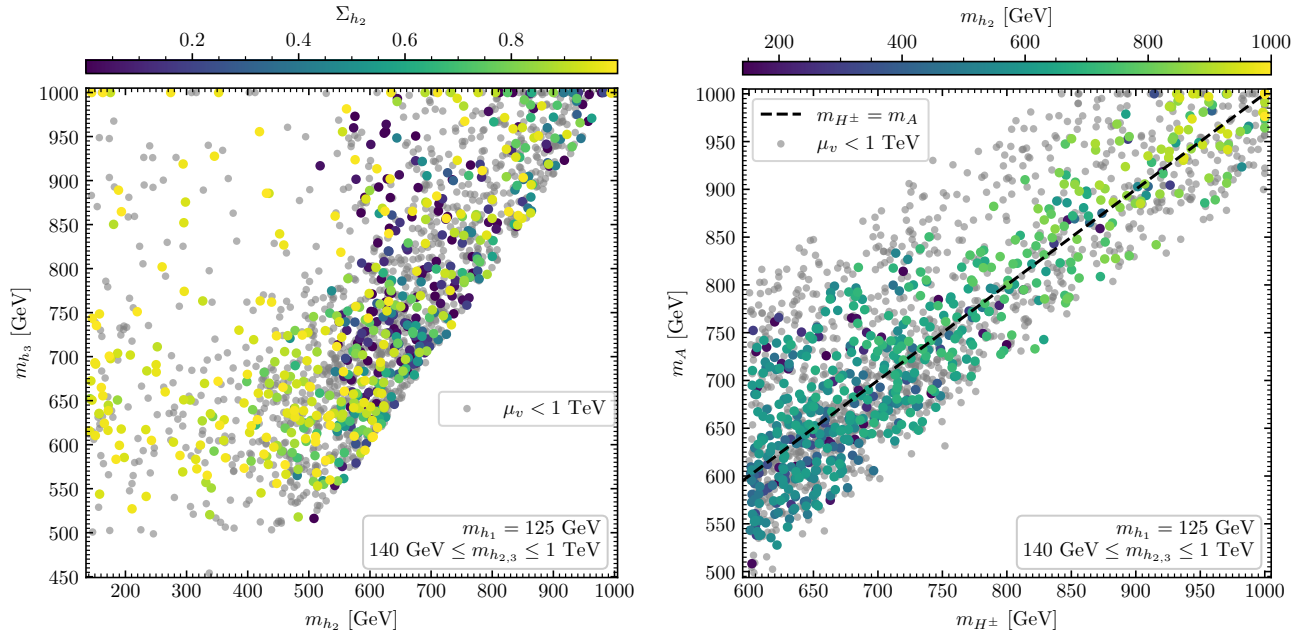 Σ_{h_2}
0.2 0.4 0.6 0.8
1000
950
900
850
800
750
700
650
600
550
500
450
m_{h_3} [GeV]
μ_v < 1 TeV
m_{h_1} = 125 GeV
140 GeV ≤ m_{h_{2,3}} ≤ 1 TeV
200 300 400 500 600 700 800 900 1000
m_{h_2} [GeV]
m_{h_2} [GeV]
200 400 600 800 1000
m_{H^±} = m_A
μ_v < 1 TeV
1000
950
900
850
800
750
700
650
600
550
500
m_A [GeV]
m_{h_1} = 125 GeV
140 GeV ≤ m_{h_{2,3}} ≤ 1 TeV
600 650 700 750 800 850 900 950 1000
m_{H^±} [GeV]